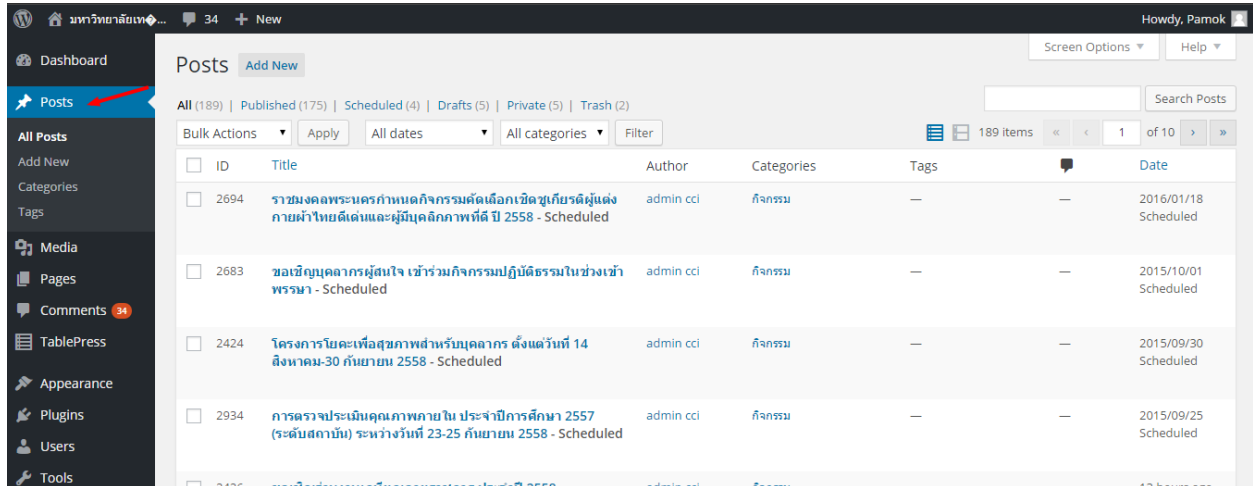 มหาวิทยาลัยเท�... 34 + New Howdy, Pamok
Dashboard
Posts
All Posts
Add New
Categories
Tags
Media
Pages
Comments 34
TablePress
Appearance
Plugins
Users
Tools
Screen Options ▼ Help ▼
Posts Add New
All (189) | Published (175) | Scheduled (4) | Drafts (5) | Private (5) | Trash (2)
Search Posts
Bulk Actions ▼ Apply All dates ▼ All categories ▼ Filter 189 items « ‹ 1 of 10 › »
ID Title Author Categories Tags Date
2694 ราชมงคลพระนครกำหนดกิจกรรมคัดเลือกเชิดชูเกียรติผู้แต่ง admin cci กิจกรรม — — 2016/01/18
กายผ้าไทยดีเด่นและผู้มีบุคลิกภาพที่ดี ปี 2558 - Scheduled Scheduled
2683 ขอเชิญบุคลากรผู้สนใจ เข้าร่วมกิจกรรมปฏิบัติธรรมในช่วงเข้า admin cci กิจกรรม — — 2015/10/01
พรรษา - Scheduled Scheduled
2424 โครงการโยคะเพื่อสุขภาพสำหรับบุคลากร ตั้งแต่วันที่ 14 admin cci กิจกรรม — — 2015/09/30
สิงหาคม-30 กันยายน 2558 - Scheduled Scheduled
2934 การตรวจประเมินคุณภาพภายใน ประจำปีการศึกษา 2557 admin cci กิจกรรม — — 2015/09/25
(ระดับสถาบัน) ระหว่างวันที่ 23-25 กันยายน 2558 - Scheduled Scheduled